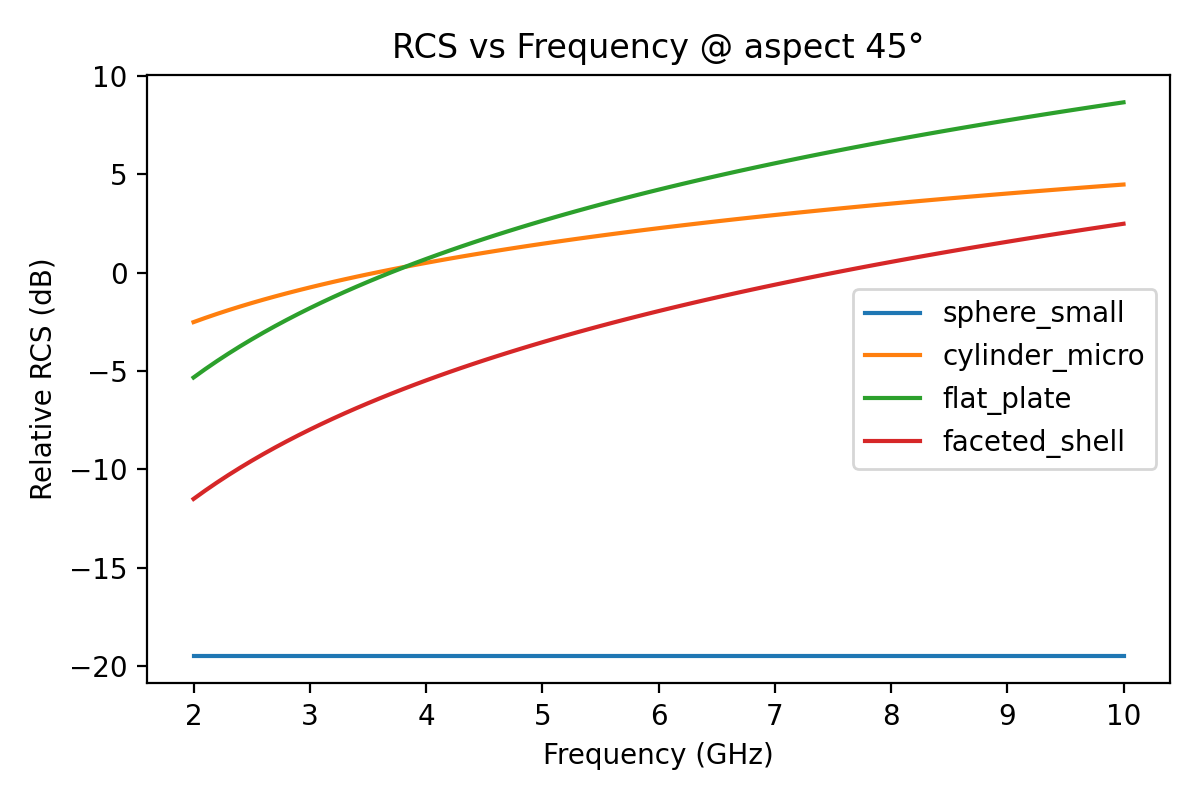 RCS vs Frequency @ aspect 45°
Relative RCS (dB)
10
5
0
−5
−10
−15
−20
sphere_small
cylinder_micro
flat_plate
faceted_shell
2 3 4 5 6 7 8 9 10
Frequency (GHz)